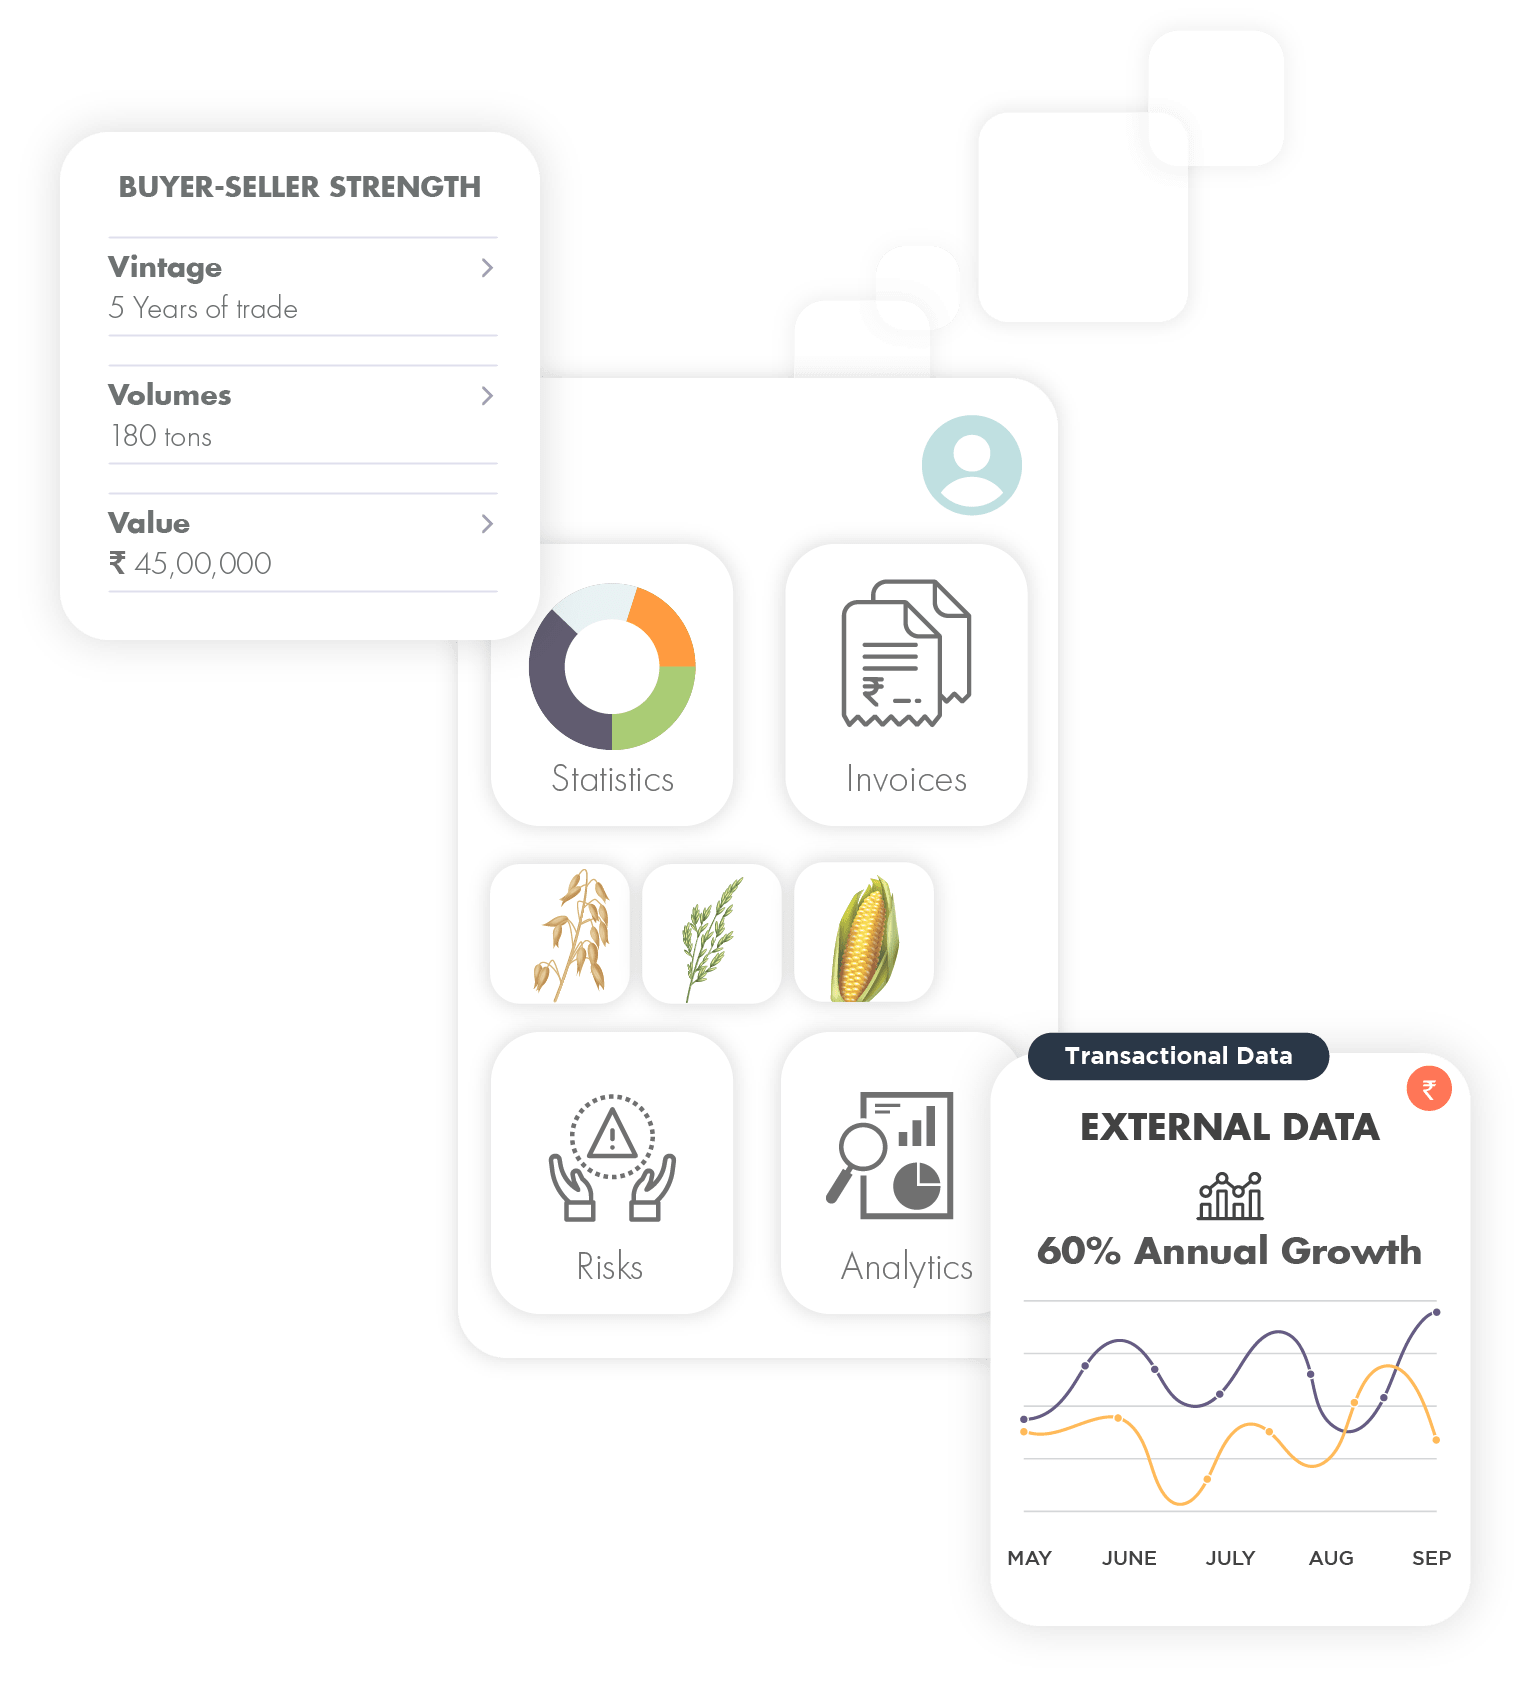 BUYER-SELLER STRENGTH
Vintage
5 Years of trade
Volumes
180 tons
Value
₹ 45,00,000
Statistics
₹
Invoices
Risks
Analytics
Transactional Data
₹
EXTERNAL DATA
60% Annual Growth
MAY JUNE JULY AUG SEP